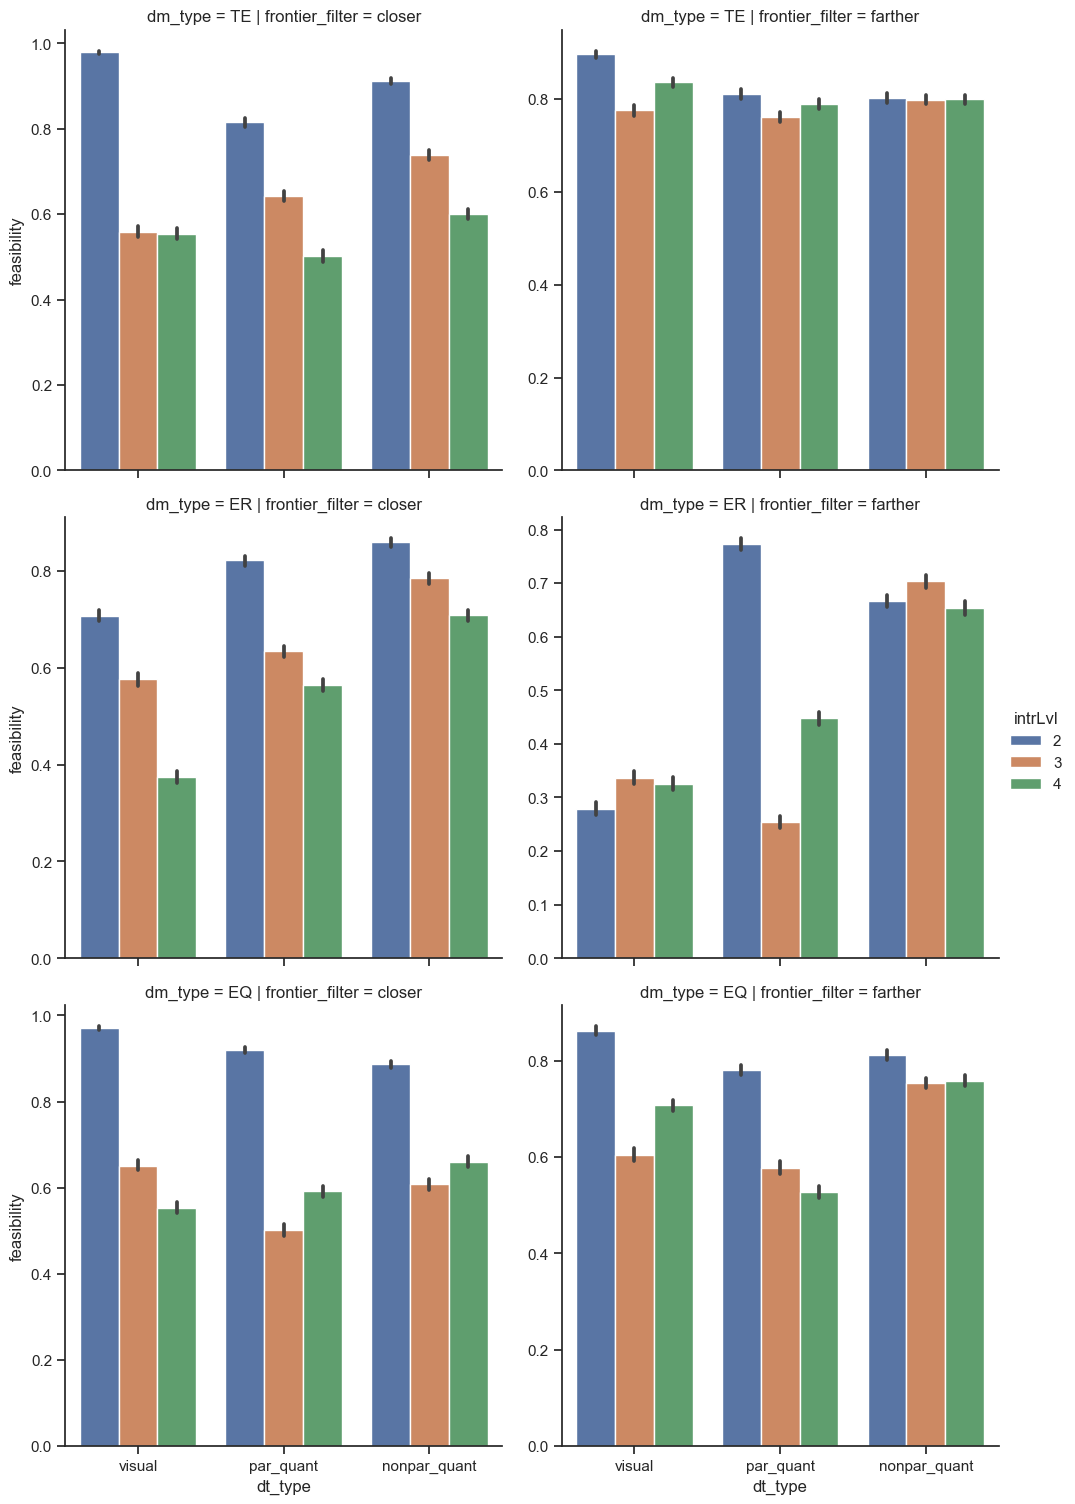 dm_type = TE | frontier_filter = closer
dm_type = TE | frontier_filter = farther
feasibility
1.0
0.8
0.6
0.4
0.2
0.0
0.8
0.6
0.4
0.2
0.0
dm_type = ER | frontier_filter = closer
dm_type = ER | frontier_filter = farther
feasibility
0.8
0.6
0.4
0.2
0.0
0.8
0.7
0.6
0.5
0.4
0.3
0.2
0.1
0.0
intrLvl
2
3
4
dm_type = EQ | frontier_filter = closer
dm_type = EQ | frontier_filter = farther
feasibility
1.0
0.8
0.6
0.4
0.2
0.0
0.8
0.6
0.4
0.2
0.0
visual par_quant nonpar_quant
dt_type
visual par_quant nonpar_quant
dt_type